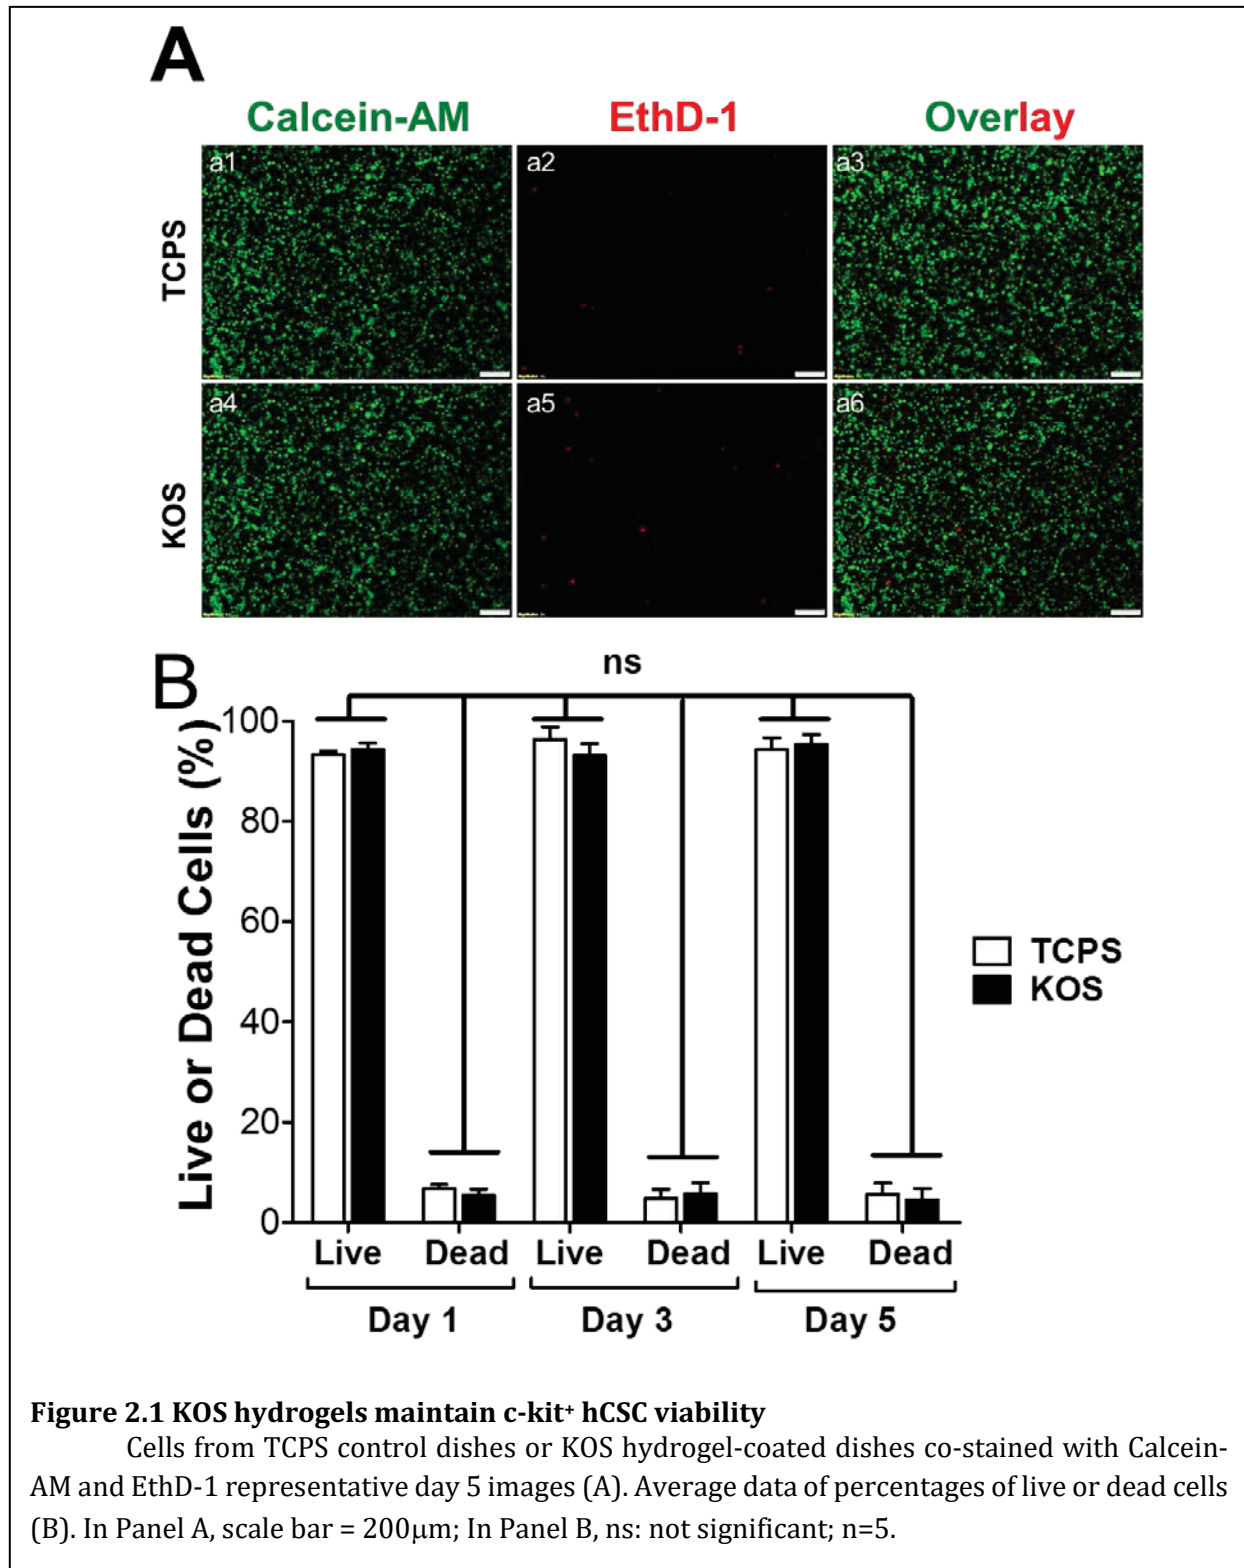 A
Calcein-AM EthD-1 Overlay
a1 a2 a3
TCPS
a4 a5 a6
KOS
B
ns
Live or Dead Cells (%)
100
80
60
40
20
0
TCPS
KOS
Live Dead Live Dead Live Dead
Day 1 Day 3 Day 5
Figure 2.1 KOS hydrogels maintain c-kit⁺ hCSC viability
Cells from TCPS control dishes or KOS hydrogel-coated dishes co-stained with Calcein-
AM and EthD-1 representative day 5 images (A). Average data of percentages of live or dead cells
(B). In Panel A, scale bar = 200μm; In Panel B, ns: not significant; n=5.